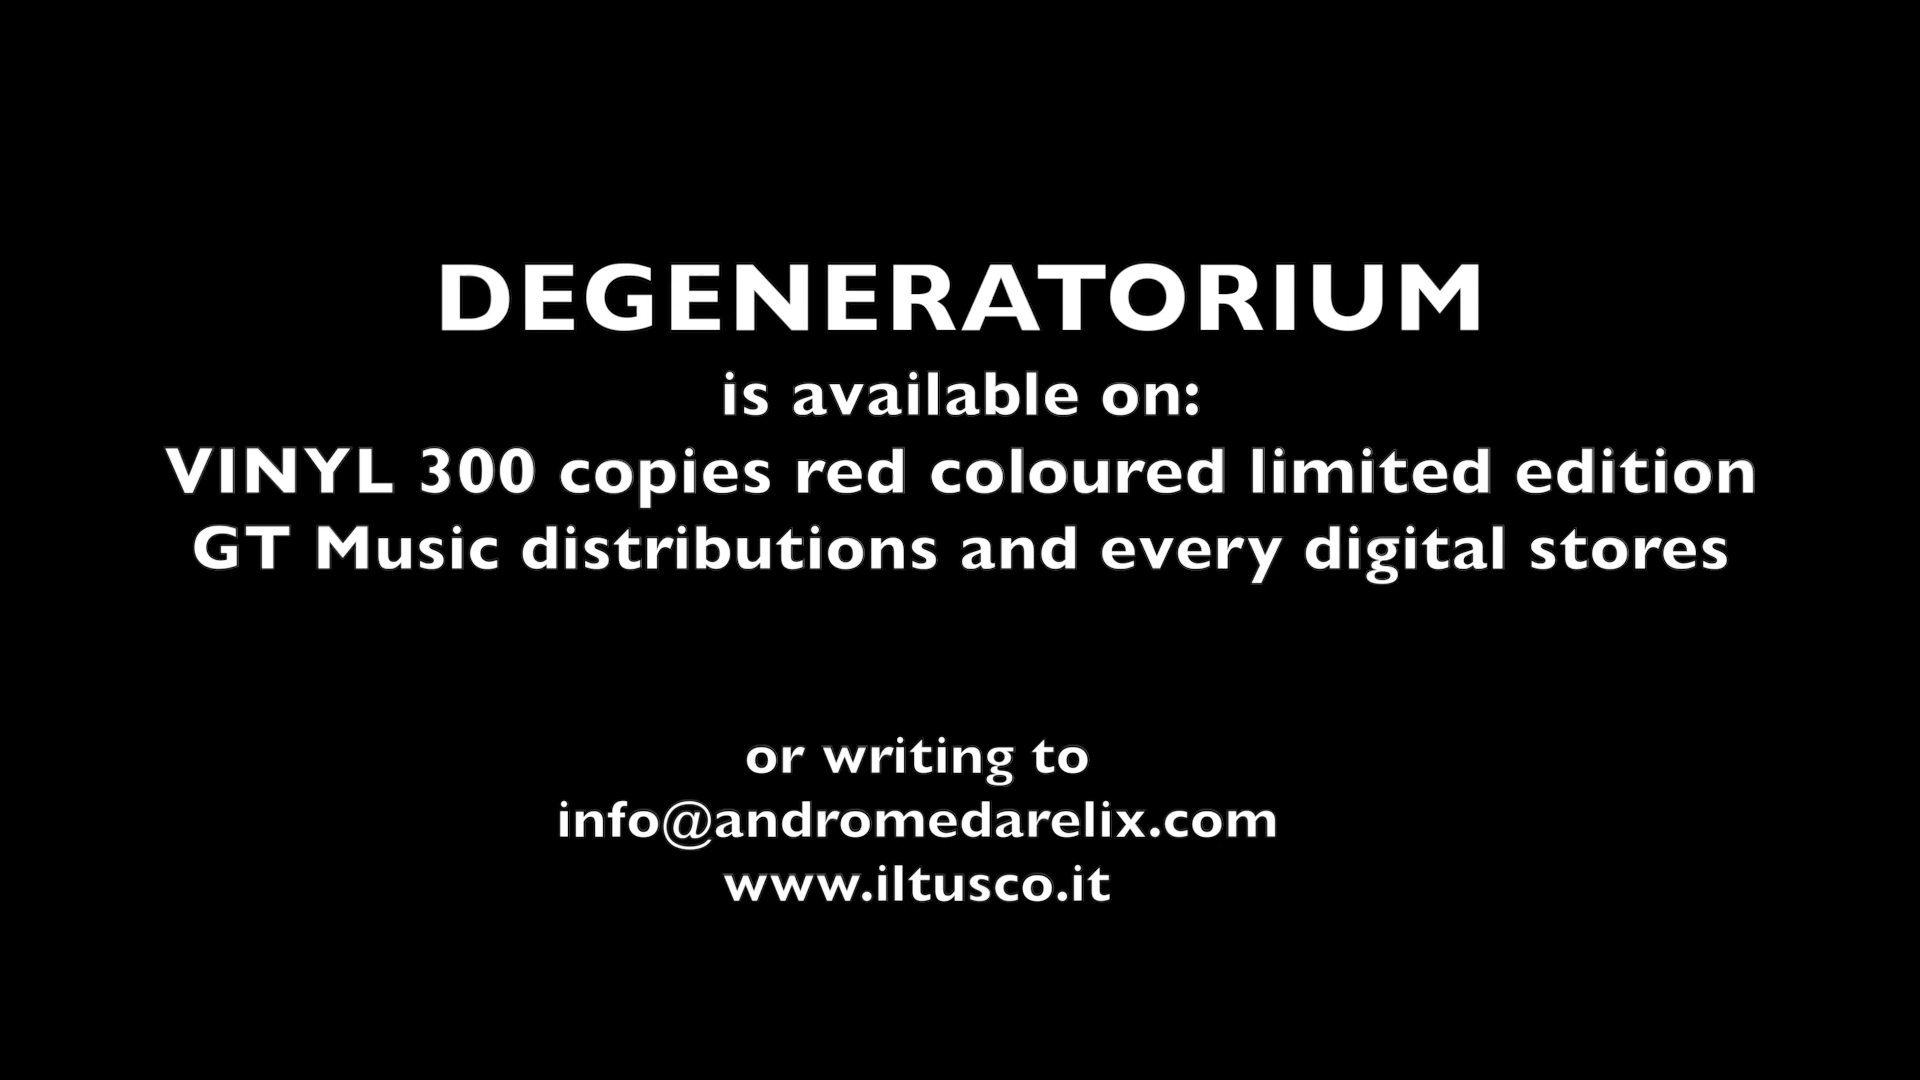 DEGENERATORIUM
is available on:
VINYL 300 copies red coloured limited edition
GT Music distributions and every digital stores
or writing to
info@andromedarelix.com
www.iltusco.it